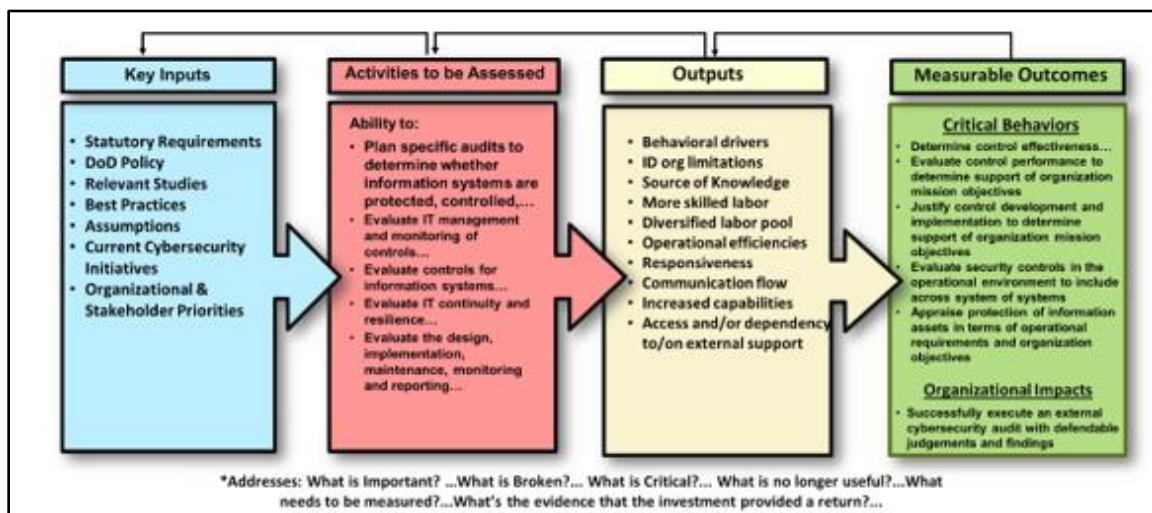 Key Inputs
Statutory Requirements
DoD Policy
Relevant Studies
Best Practices
Assumptions
Current Cybersecurity
Initiatives
Organizational &
Stakeholder Priorities
Activities to be Assessed
Ability to:
Plan specific audits to
determine whether
information systems are
protected, controlled,...
Evaluate IT management
and monitoring of
controls...
Evaluate controls for
information systems...
Evaluate IT continuity and
resilience...
Evaluate the design,
implementation,
maintenance, monitoring
and reporting...
Outputs
Behavioral drivers
ID org limitations
Source of Knowledge
More skilled labor
Diversified labor pool
Operational efficiencies
Responsiveness
Communication flow
Increased capabilities
Access and/or dependency
to/on external support
Measurable Outcomes
Critical Behaviors
Determine control effectiveness...
Evaluate control performance to
determine support of organization
mission objectives
Justify control development and
implementation to determine
support of organization mission
objectives
Evaluate security controls in the
operational environment to include
across system of systems
Appraise protection of information
assets in terms of operational
requirements and organization
objectives
Organizational Impacts
Successfully execute an external
cybersecurity audit with defendable
judgements and findings
*Addresses: What is Important? ...What is Broken?... What is Critical?... What is no longer useful?...What
needs to be measured?...What's the evidence that the investment provided a return?...